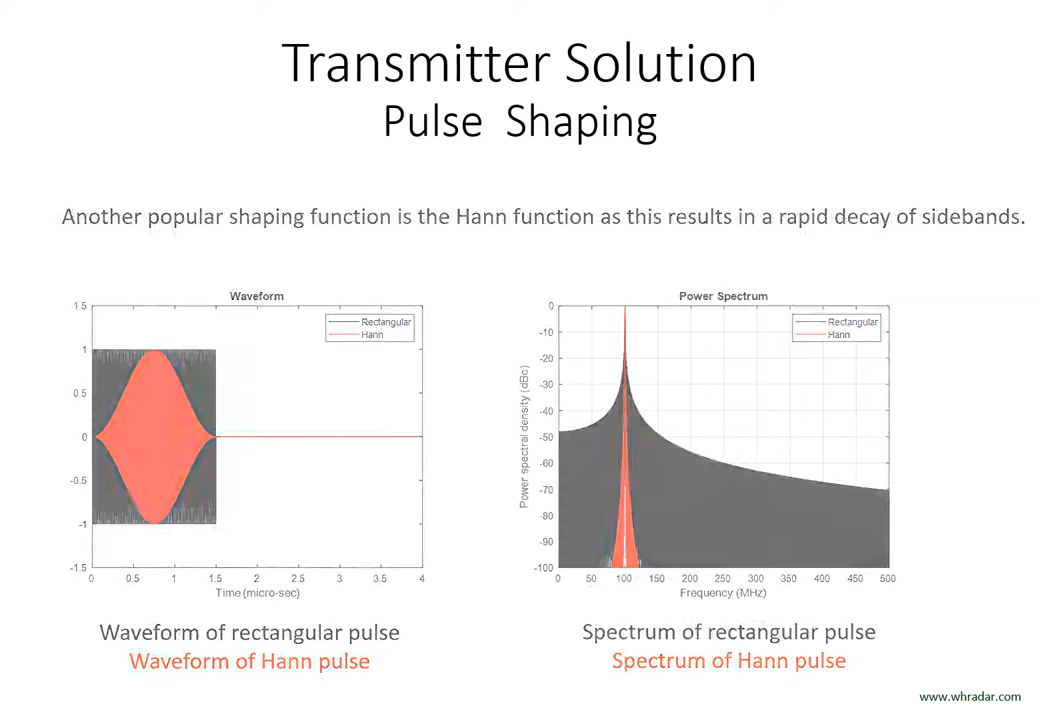 Transmitter Solution
Pulse Shaping
Another popular shaping function is the Hann function as this results in a rapid decay of sidebands.
Waveform
1.5
1
0.5
0
-0.5
-1
-1.5
Rectangular
Hann
0 0.5 1 1.5 2 2.5 3 3.5 4
Time (micro-sec)
Power Spectrum
Power spectral density (dBc)
0
-10
-20
-30
-40
-50
-60
-70
-80
-90
-100
Rectangular
Hann
0 50 100 150 200 250 300 350 400 450 500
Frequency (MHz)
Waveform of rectangular pulse
Waveform of Hann pulse
Spectrum of rectangular pulse
Spectrum of Hann pulse
www.whradar.com